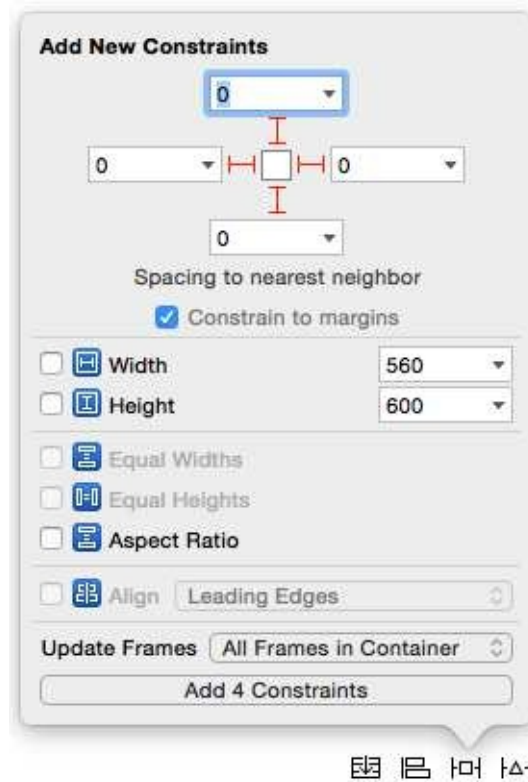 Add New Constraints
0
0 0
0
Spacing to nearest neighbor
Constrain to margins
Width 560
Height 600
Equal Widths
Equal Heights
Aspect Ratio
Align Leading Edges
Update Frames All Frames in Container
Add 4 Constraints